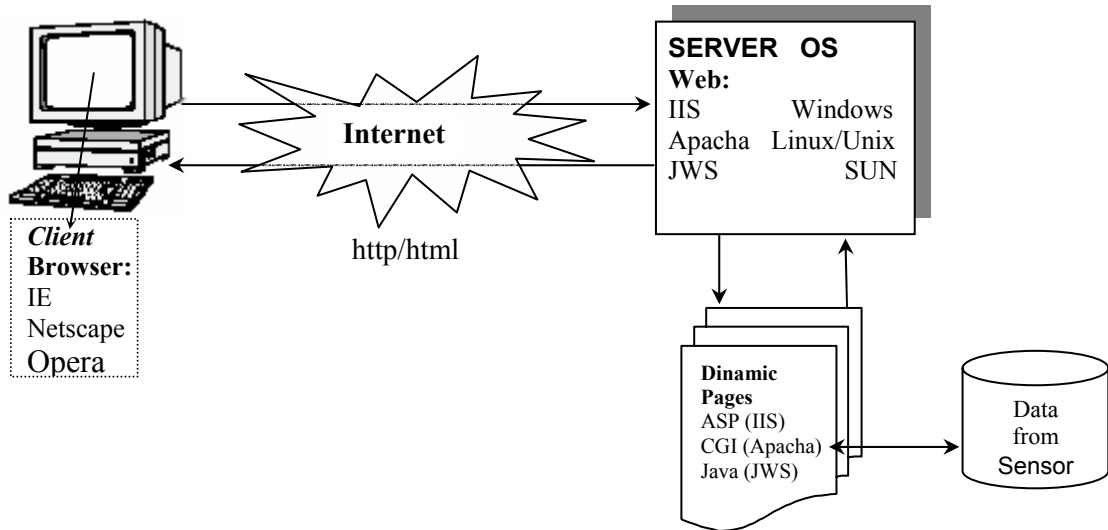 SERVER OS
Web:
IIS Windows
Apacha Linux/Unix
JWS SUN
Internet
http/html
Client
Browser:
IE
Netscape
Opera
Dinamic
Pages
ASP (IIS)
CGI (Apacha)
Java (JWS)
Data
from
Sensor